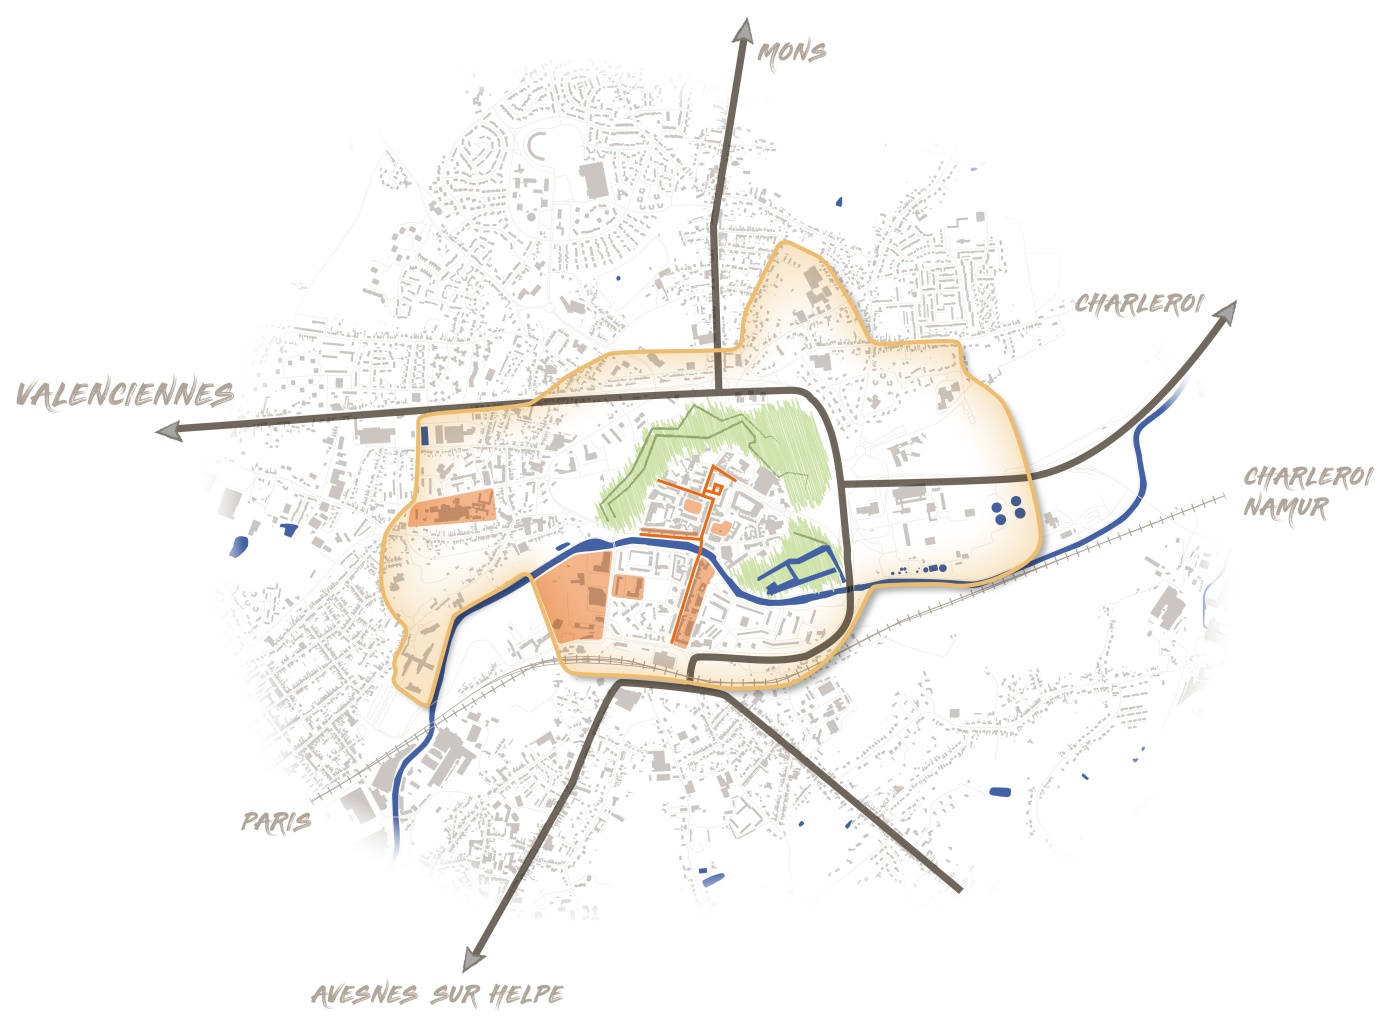 MONS
CHARLEROI
VALENCIENNES
CHARLEROI
NAMUR
PARIS
AVESNES SUR HELPE